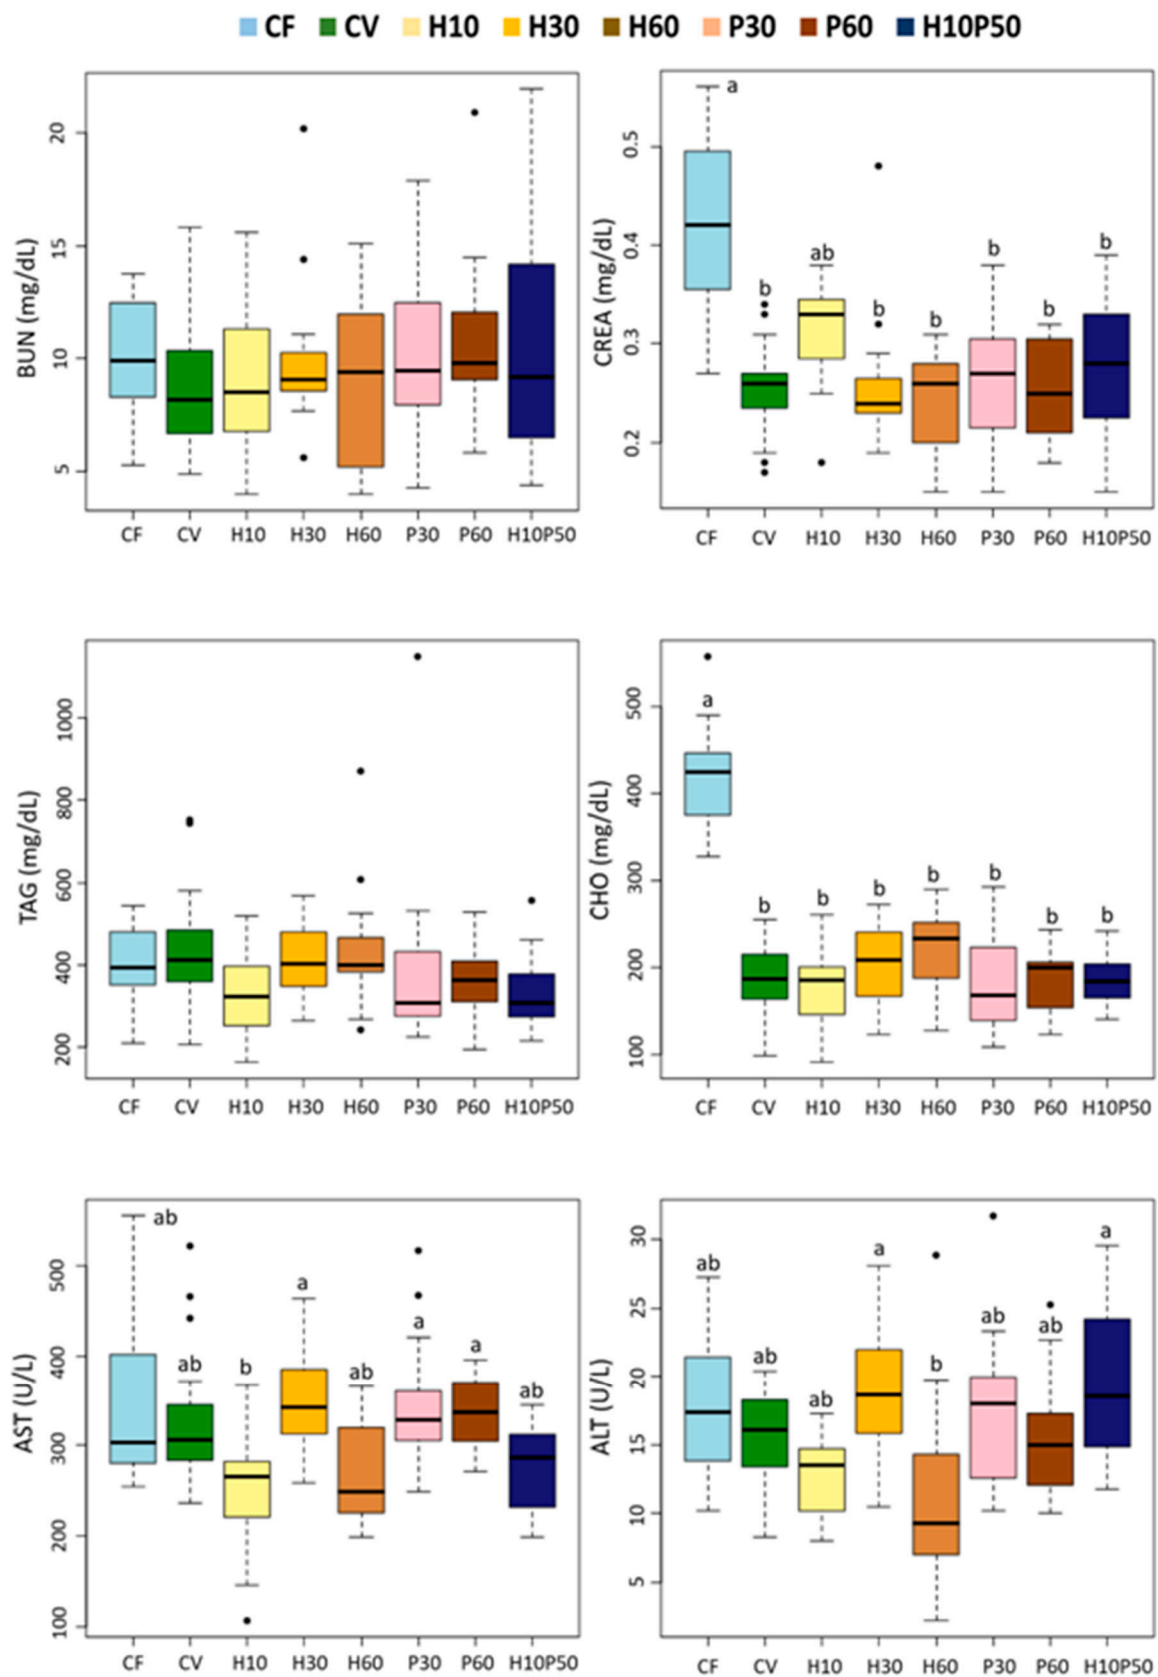 CF CV H10 H30 H60 P30 P60 H10P50
BUN (mg/dL)
20
15
10
5
CF CV H10 H30 H60 P30 P60 H10P50
CREA (mg/dL)
0.5
0.4
0.3
0.2
a
b
ab
b
b
b
b
b
CF CV H10 H30 H60 P30 P60 H10P50
TAG (mg/dL)
1000
800
600
400
200
CF CV H10 H30 H60 P30 P60 H10P50
CHO (mg/dL)
500
400
300
200
100
a
b
b
b
b
b
b
b
CF CV H10 H30 H60 P30 P60 H10P50
AST (U/L)
500
400
300
200
100
ab
ab
b
a
ab
a
a
ab
CF CV H10 H30 H60 P30 P60 H10P50
ALT (U/L)
30
25
20
15
10
5
ab
ab
ab
a
b
ab
ab
a
CF CV H10 H30 H60 P30 P60 H10P50